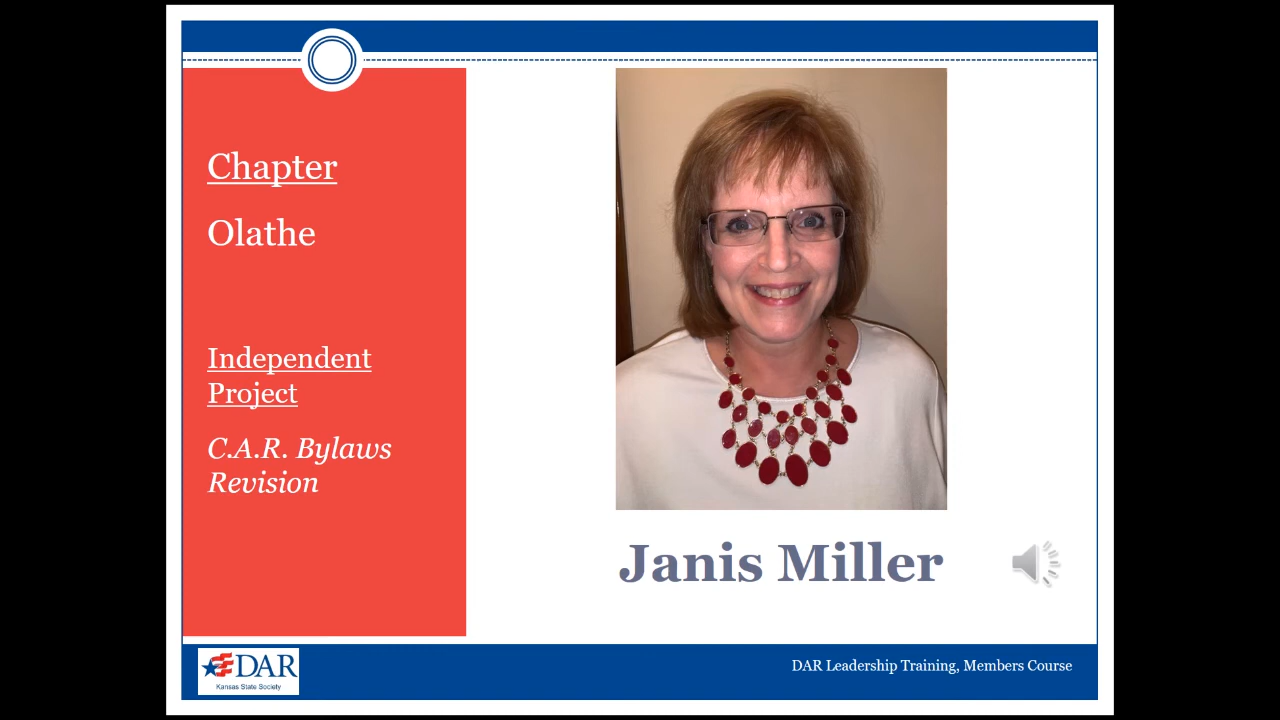 Chapter
Olathe
Independent
Project
C.A.R. Bylaws
Revision
Janis Miller
DAR
Kansas State Society
DAR Leadership Training, Members Course